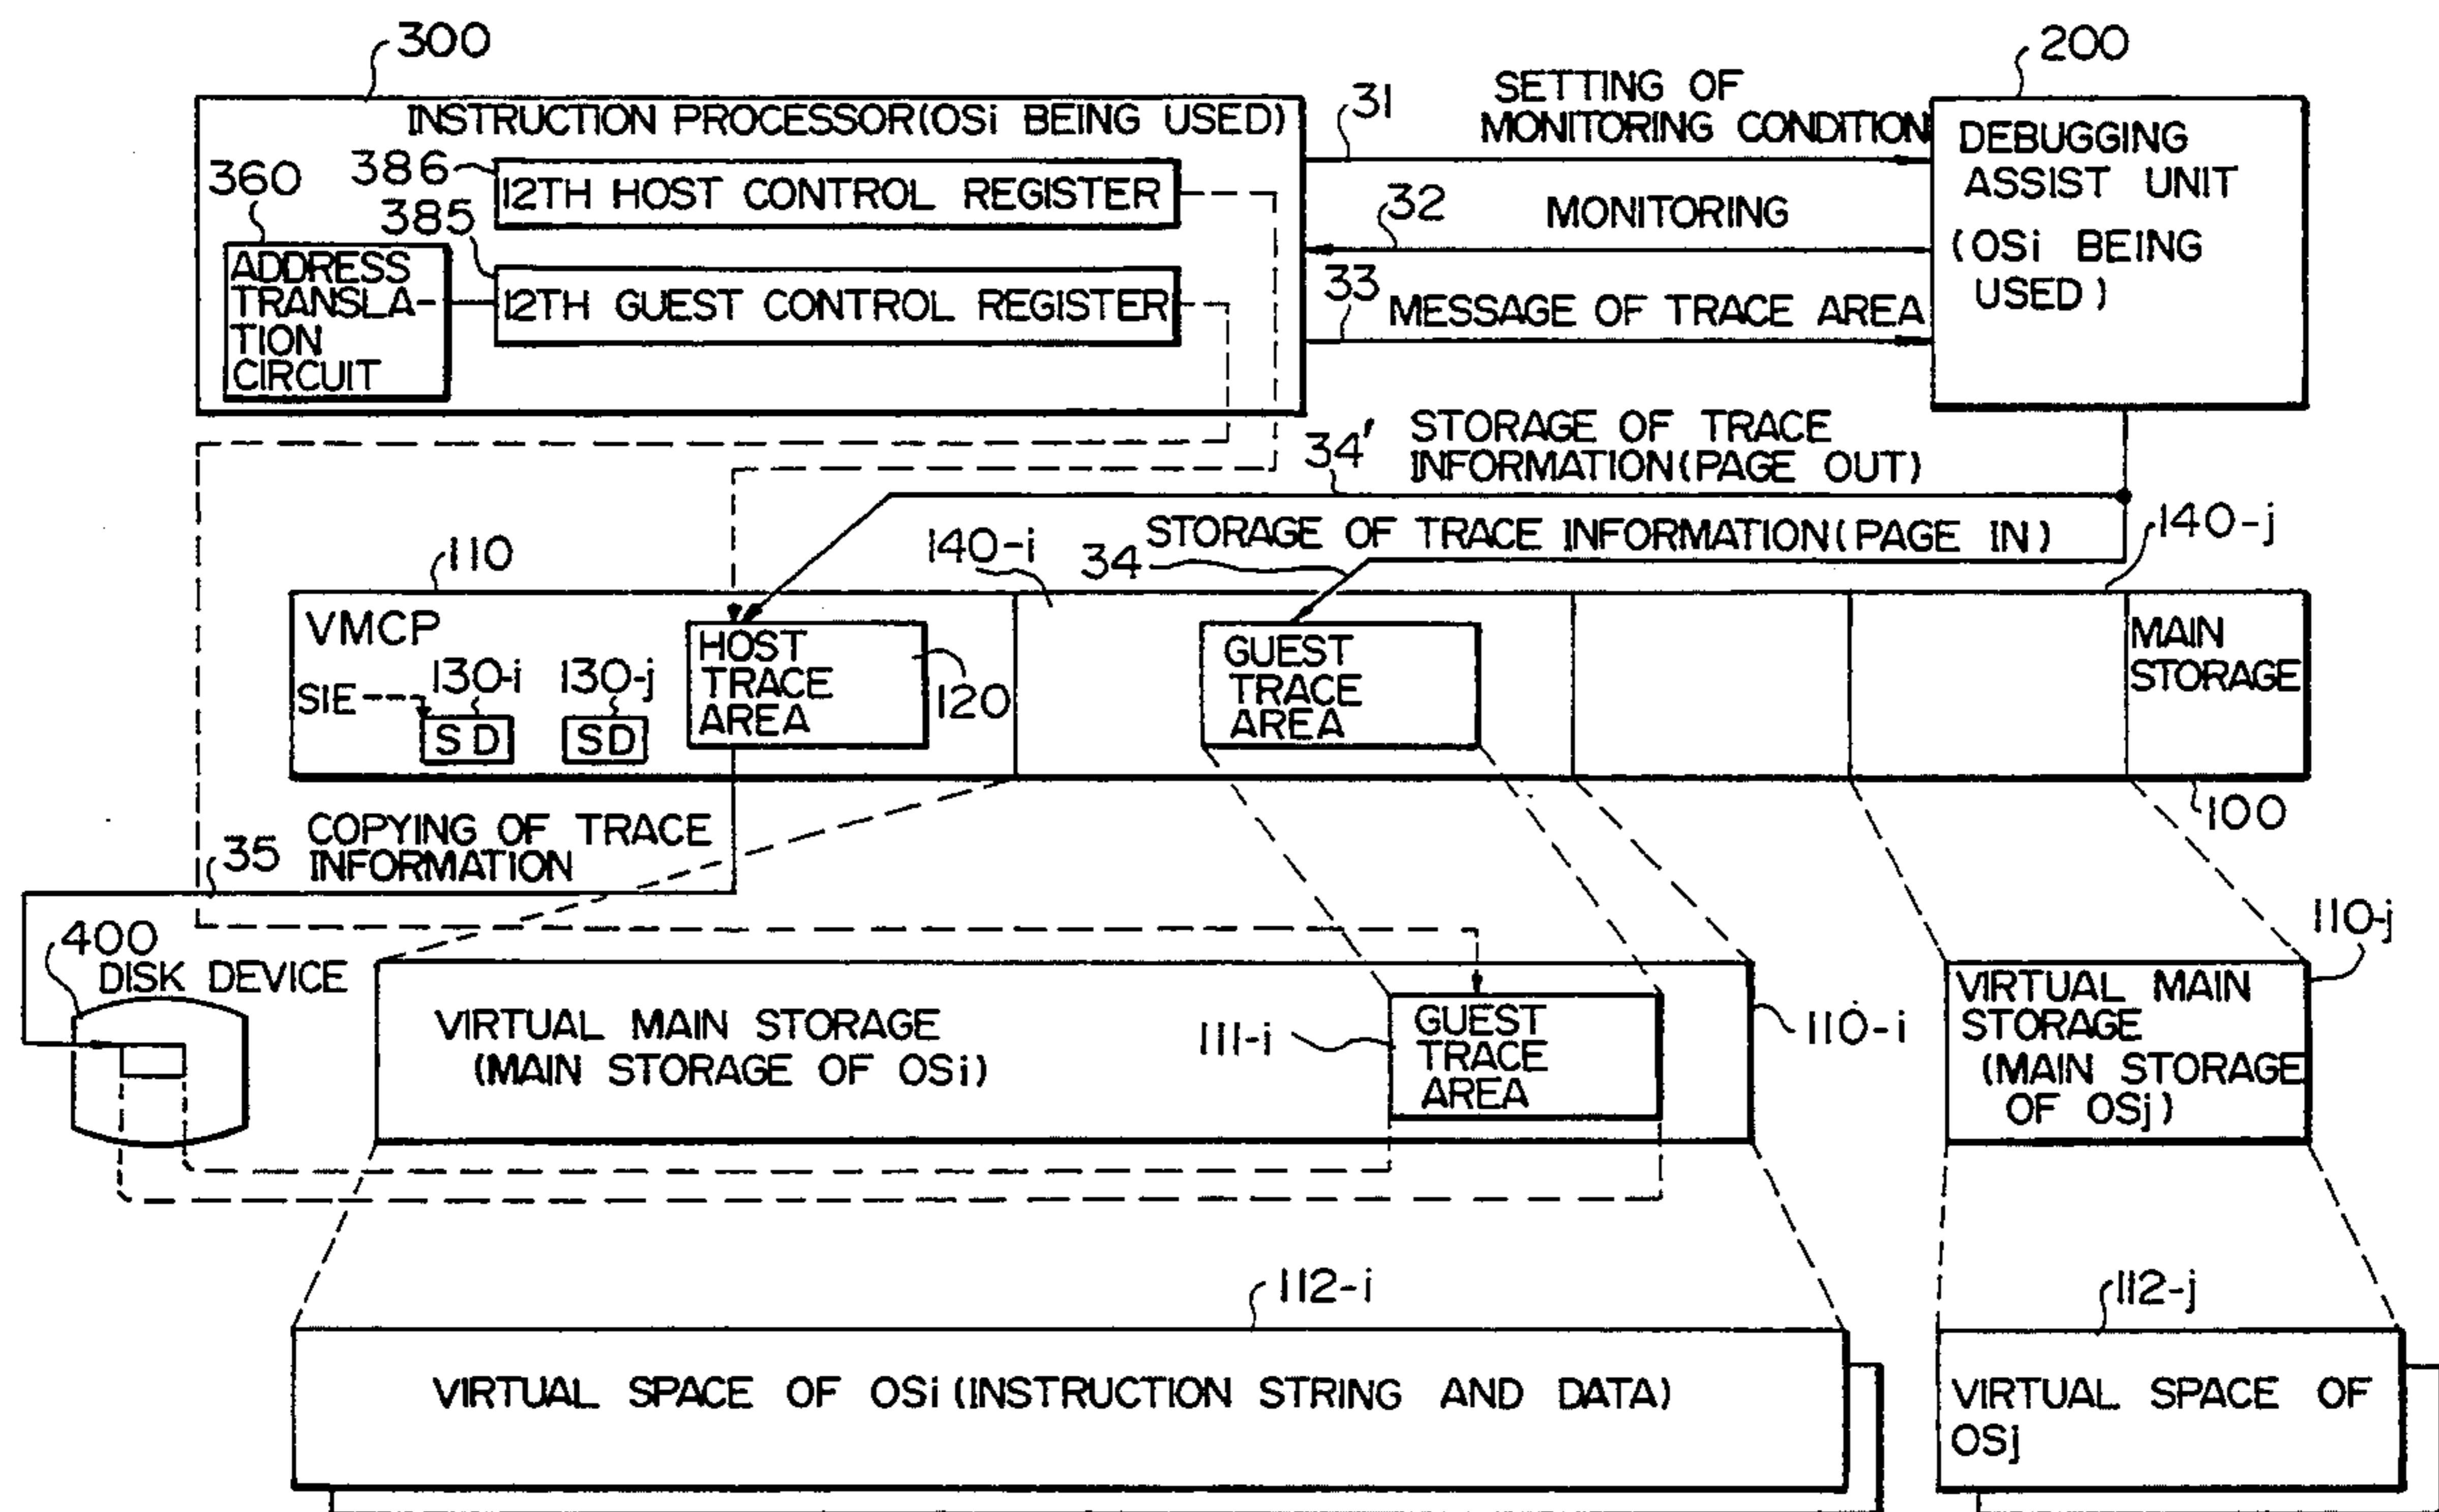 300
200
INSTRUCTION PROCESSOR(OSi BEING USED)
31
SETTING OF
MONITORING CONDITION
DEBUGGING
ASSIST UNIT
(OSi BEING
USED)
360
386
12TH HOST CONTROL REGISTER
32
MONITORING
385
ADDRESS
TRANSLA-
TION
CIRCUIT
12TH GUEST CONTROL REGISTER
33
MESSAGE OF TRACE AREA
34'
STORAGE OF TRACE
INFORMATION(PAGE OUT)
110
140-i
34
STORAGE OF TRACE INFORMATION(PAGE IN)
140-j
VMCP
SIE
130-i
130-j
SD
SD
HOST
TRACE
AREA
120
GUEST
TRACE
AREA
MAIN
STORAGE
100
35
COPYING OF TRACE
INFORMATION
400
DISK DEVICE
VIRTUAL MAIN STORAGE
(MAIN STORAGE OF OSi)
111-i
GUEST
TRACE
AREA
110-i
110-j
VIRTUAL MAIN
STORAGE
(MAIN STORAGE
OF OSj)
112-i
112-j
VIRTUAL SPACE OF OSi(INSTRUCTION STRING AND DATA)
VIRTUAL SPACE OF
OSj